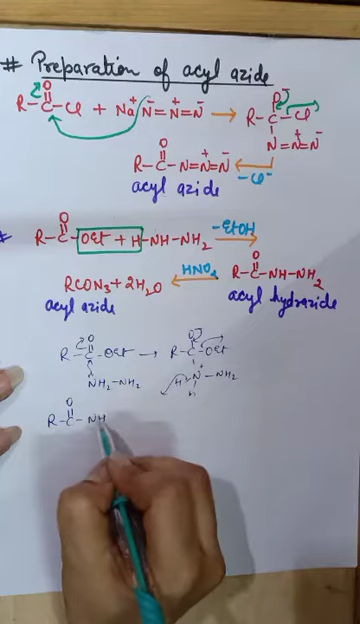 # Preparation of acyl azide
O O⁻
R-C-Cl + Na⁺ N⁻=N⁺=N⁻ → R-C-Cl
O N=N⁺=N⁻
R-C-N=N⁺=N⁻ ← -Cl⁻
acyl azide
O
R-C-OEt + H-NH-NH₂ -EtOH →
O
RCON₃+2H₂O ← HNO₂ R-C-NH-NH₂
acyl azide acyl hydrazide
O O
R-C-OEt → R-C-OEt
NH₂-NH₂ H-N⁺-NH₂
H
O
R-C-NH